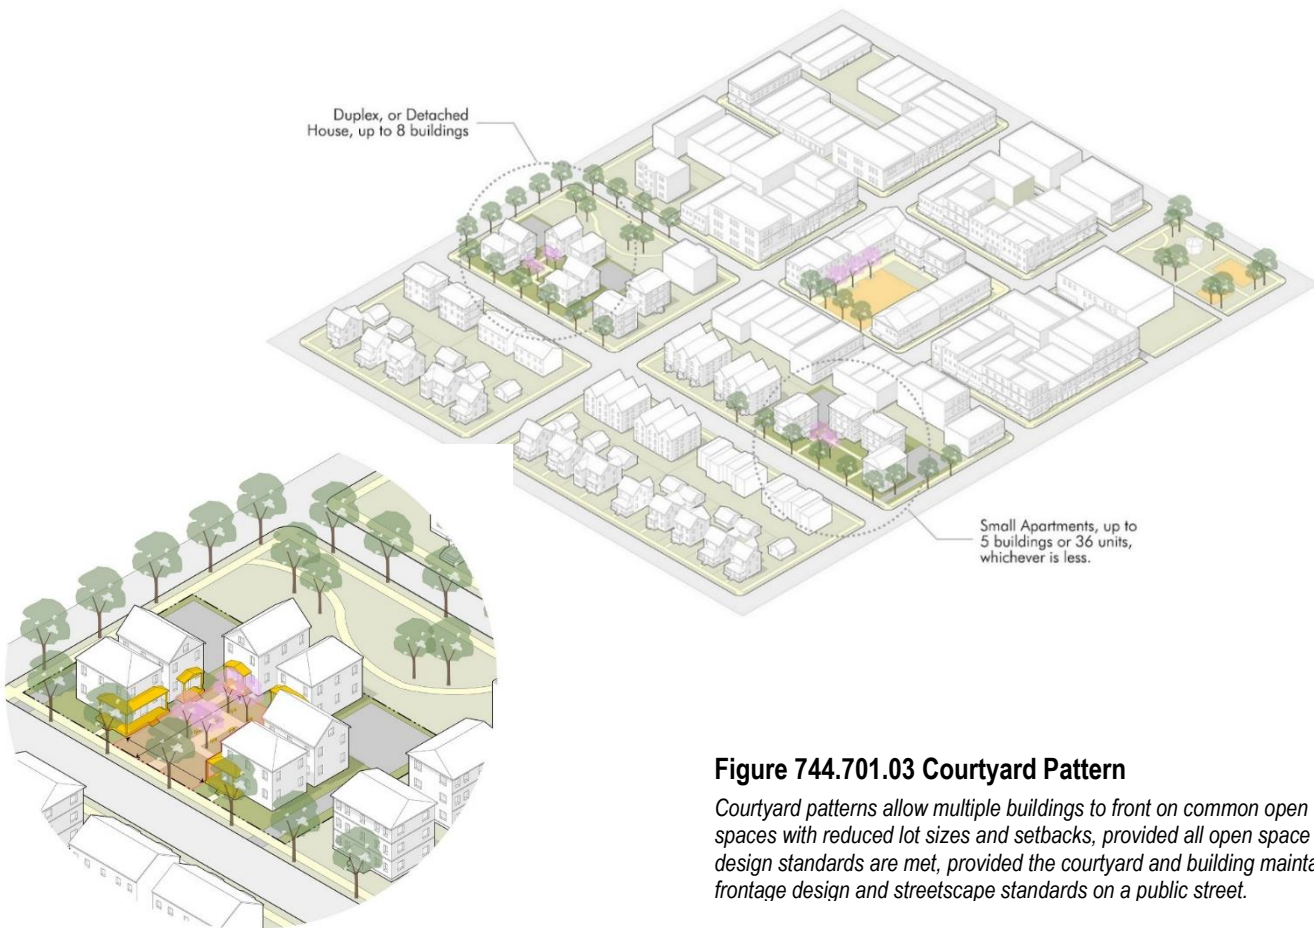 Duplex, or Detached
House, up to 8 buildings
Small Apartments, up to
5 buildings or 36 units,
whichever is less.
Figure 744.701.03 Courtyard Pattern
Courtyard patterns allow multiple buildings to front on common open
spaces with reduced lot sizes and setbacks, provided all open space
design standards are met, provided the courtyard and building mainta
frontage design and streetscape standards on a public street.